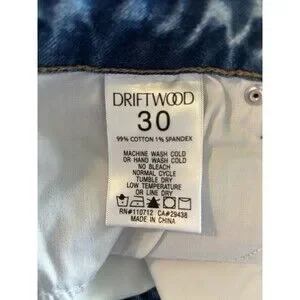 DRIFTWOOD
30
99% COTTON 1% SPANDEX
MACHINE WASH COLD
OR HAND WASH COLD
NO BLEACH
NORMAL CYCLE
TUMBLE DRY
LOW TEMPERATURE
OR LINE DRY
RN#110712 CA#29438
MADE IN CHINA